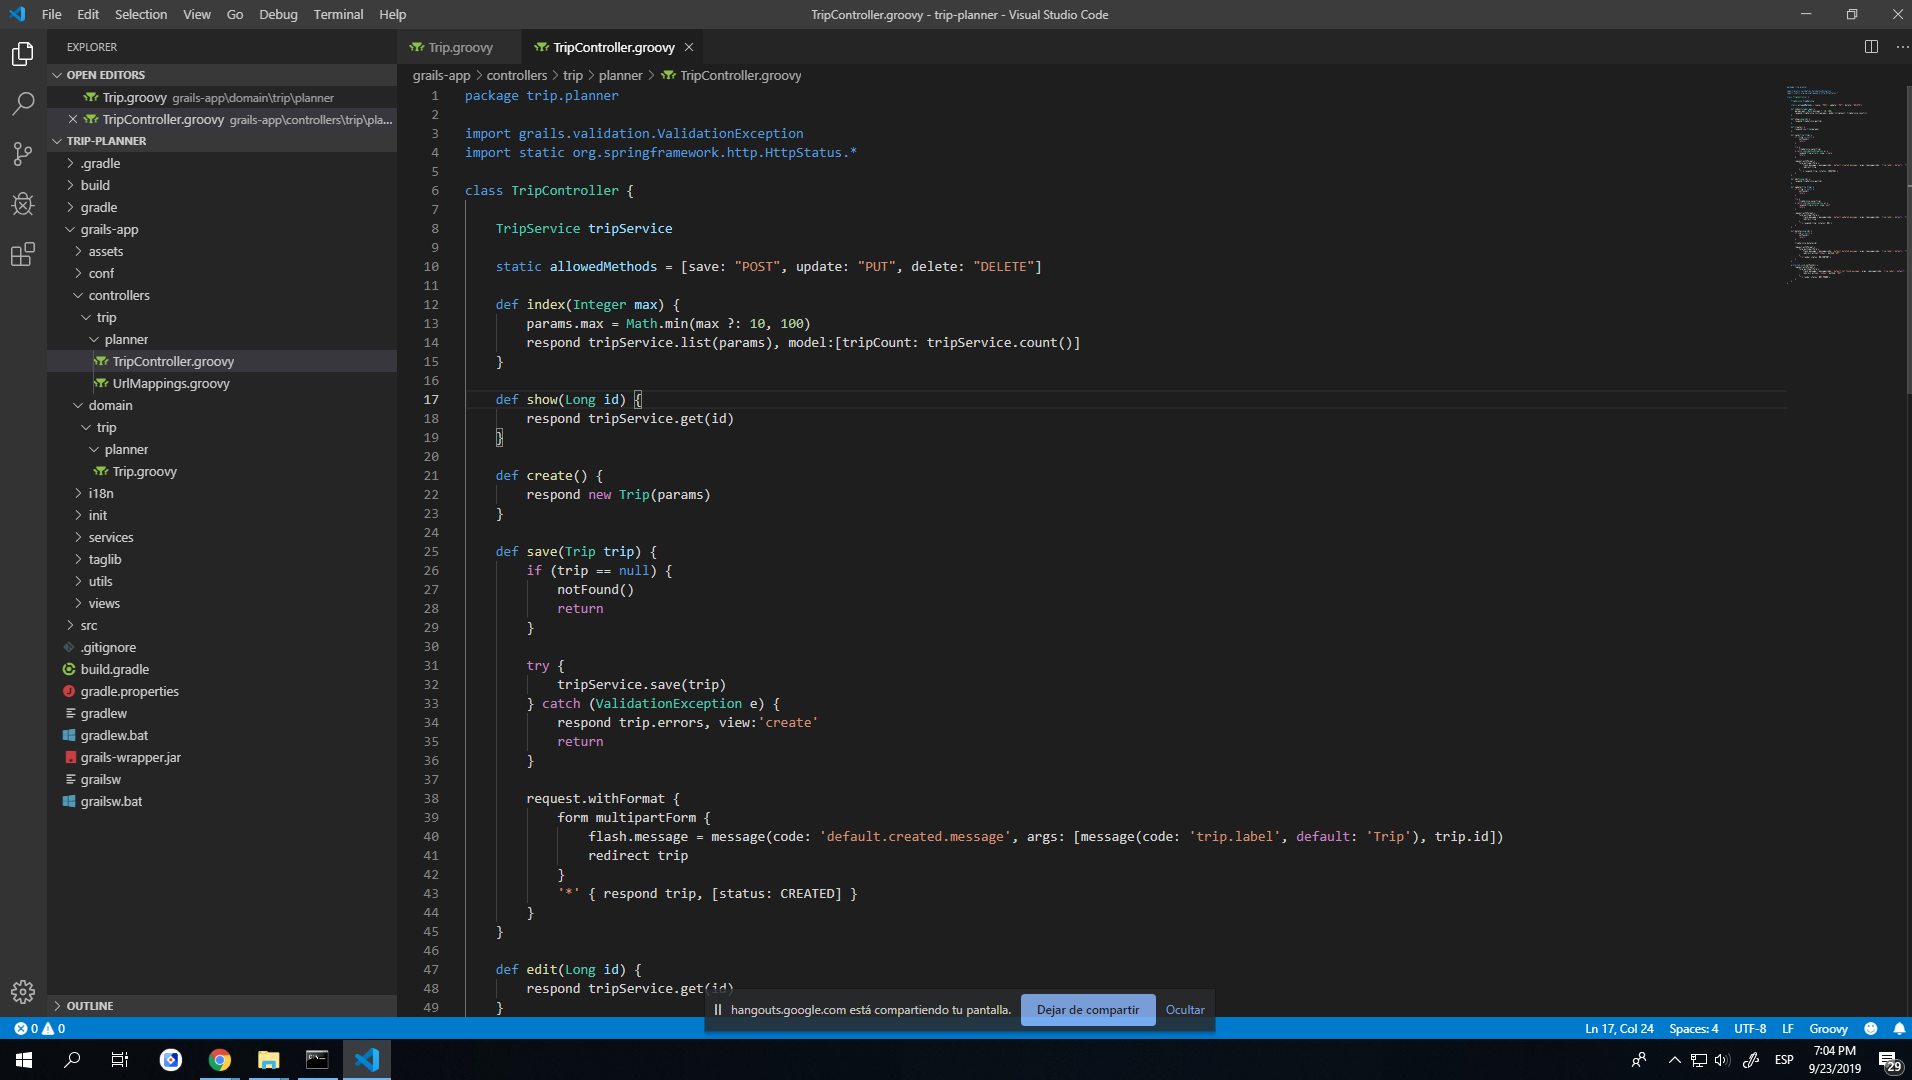 File Edit Selection View Go Debug Terminal Help
TripController.groovy - trip-planner - Visual Studio Code
EXPLORER
OPEN EDITORS
Trip.groovy grails-app\domain\trip\planner
TripController.groovy grails-app\controllers\trip\pla...
TRIP-PLANNER
.gradle
build
gradle
grails-app
assets
conf
controllers
trip
planner
TripController.groovy
UrlMappings.groovy
domain
trip
planner
Trip.groovy
i18n
init
services
taglib
utils
views
src
.gitignore
build.gradle
gradle.properties
gradlew
gradlew.bat
grails-wrapper.jar
grailsw
grailsw.bat
OUTLINE
Trip.groovy
TripController.groovy
grails-app > controllers > trip > planner > TripController.groovy
1 package trip.planner
2
3 import grails.validation.ValidationException
4 import static org.springframework.http.HttpStatus.*
5
6 class TripController {
7
8 TripService tripService
9
10 static allowedMethods = [save: "POST", update: "PUT", delete: "DELETE"]
11
12 def index(Integer max) {
13 params.max = Math.min(max ?: 10, 100)
14 respond tripService.list(params), model:[tripCount: tripService.count()]
15 }
16
17 def show(Long id) {
18 respond tripService.get(id)
19 }
20
21 def create() {
22 respond new Trip(params)
23 }
24
25 def save(Trip trip) {
26 if (trip == null) {
27 notFound()
28 return
29 }
30
31 try {
32 tripService.save(trip)
33 } catch (ValidationException e) {
34 respond trip.errors, view:'create'
35 return
36 }
37
38 request.withFormat {
39 form multipartForm {
40 flash.message = message(code: 'default.created.message', args: [message(code: 'trip.label', default: 'Trip'), trip.id])
41 redirect trip
42 }
43 '*' { respond trip, [status: CREATED] }
44 }
45 }
46
47 def edit(Long id) {
48 respond tripService.get(id)
49 }
hangouts.google.com está compartiendo tu pantalla. Dejar de compartir Ocultar
0 0
Ln 17, Col 24 Spaces: 4 UTF-8 LF Groovy
ESP
7:04 PM
9/23/2019
29